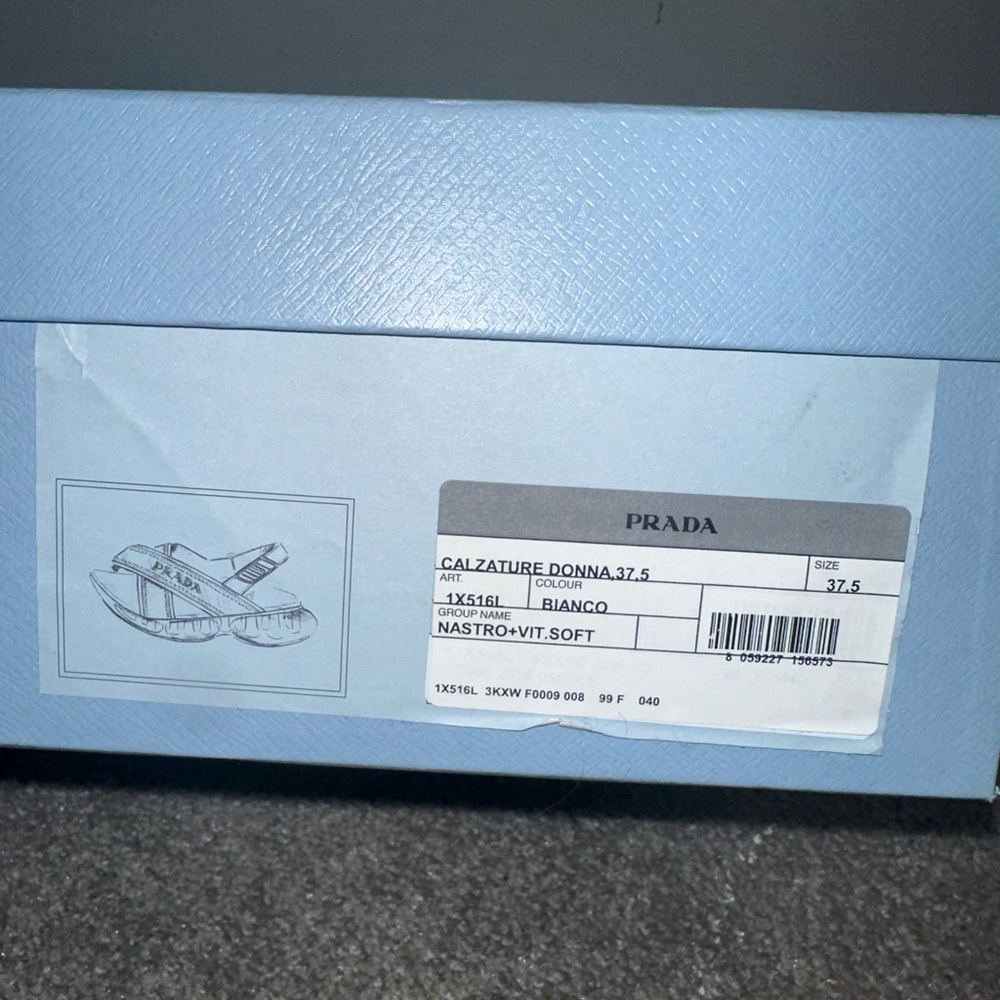 PRADA
PRADA
CALZATURE DONNA,37,5
SIZE
37.5
ART.
1X516L
COLOUR
BIANCO
GROUP NAME
NASTRO+VIT.SOFT
8 059227 156573
1X516L 3KXW F0009 008 99 F 040